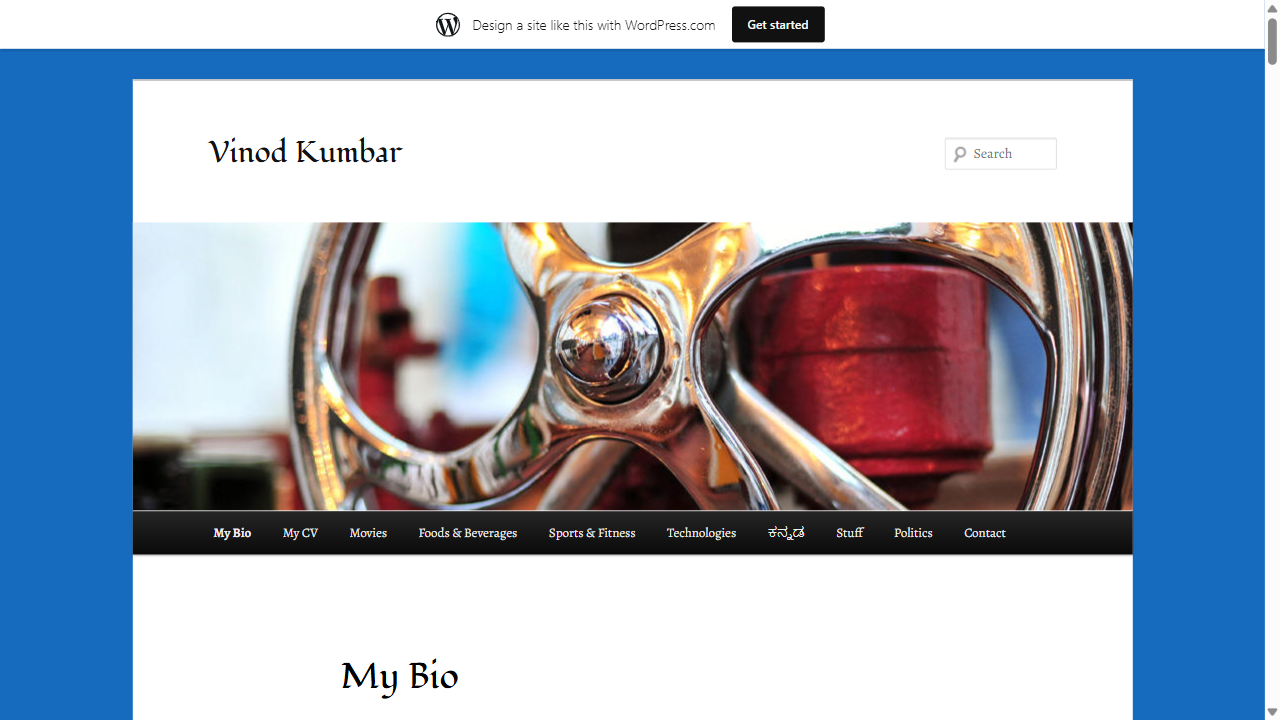 Design a site like this with WordPress.com Get started
Vinod Kumbar
Search
My Bio My CV Movies Foods & Beverages Sports & Fitness Technologies ಕನ್ನಡ Stuff Politics Contact
My Bio